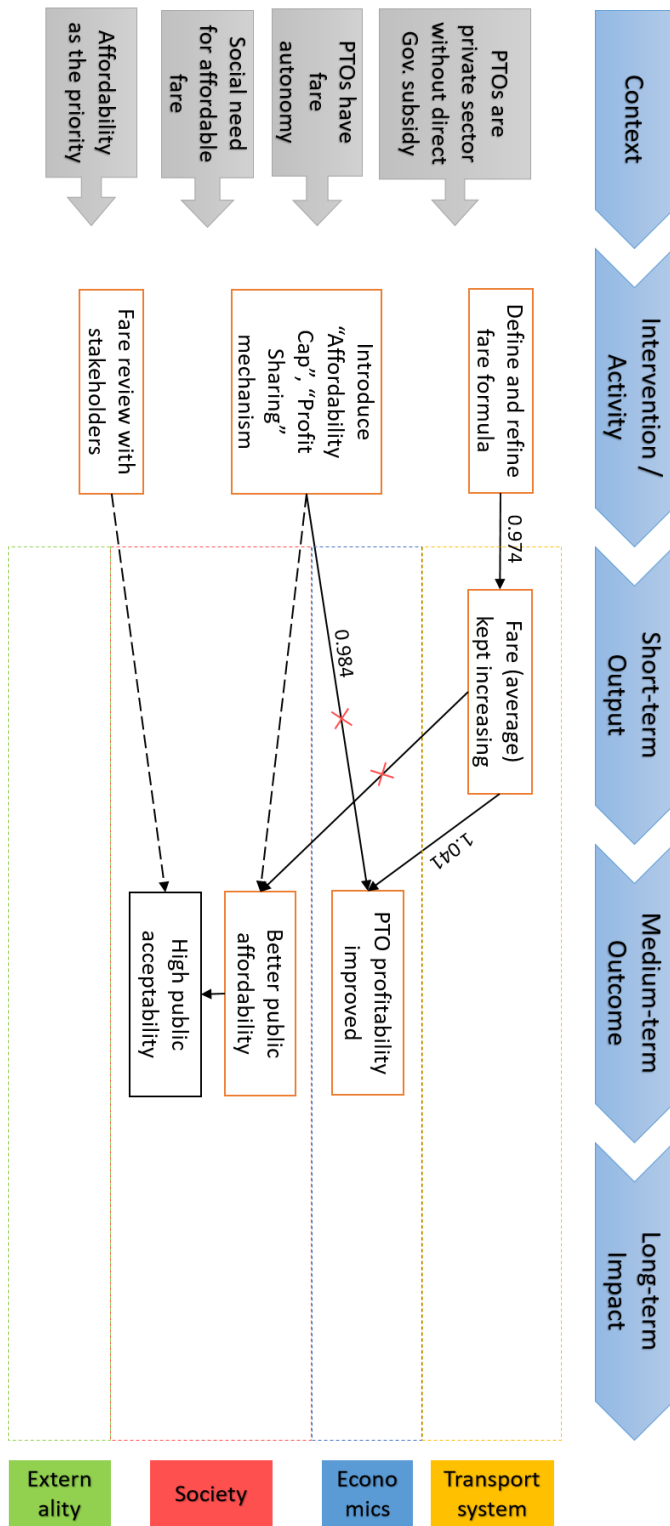 Context
Intervention /
Activity
Short-term
Output
Medium-term
Outcome
Long-term
Impact
PTOs are
private sector
without direct
Gov. subsidy
PTOs have
fare
autonomy
Social need
for affordable
fare
Affordability
as the priority
Define and refine
fare formula
Introduce
“Affordability
Cap”, “Profit
Sharing”
mechanism
Fare review with
stakeholders
0.974
0.984
Fare (average)
kept increasing
1.041
PTO profitability
improved
Better public
affordability
High public
acceptability
Transport
system
Econo
mics
Society
Extern
ality